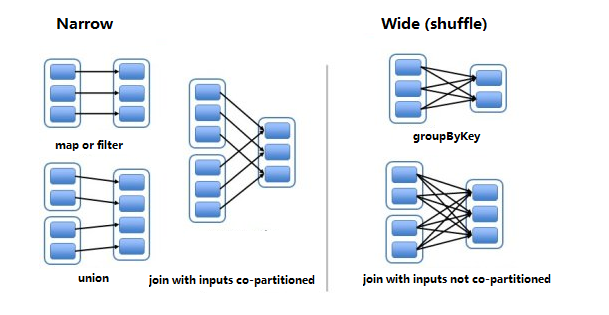 Narrow
Wide (shuffle)
map or filter
groupByKey
union
join with inputs co-partitioned
join with inputs not co-partitioned